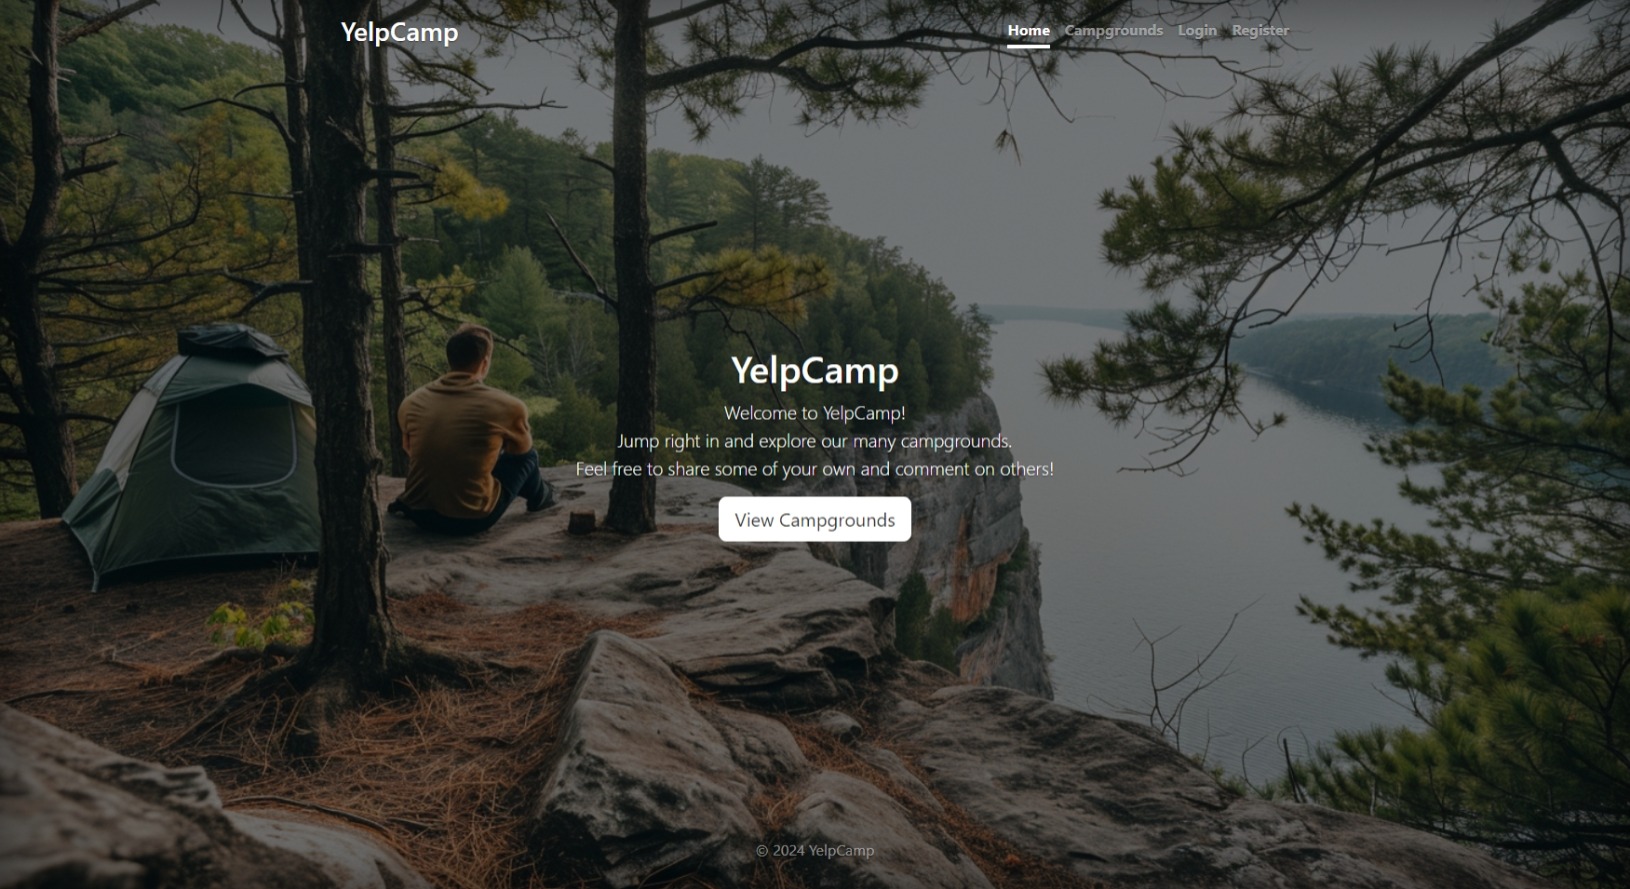 YelpCamp
Home Campgrounds Login Register
YelpCamp
Welcome to YelpCamp!
Jump right in and explore our many campgrounds.
Feel free to share some of your own and comment on others!
View Campgrounds
© 2024 YelpCamp